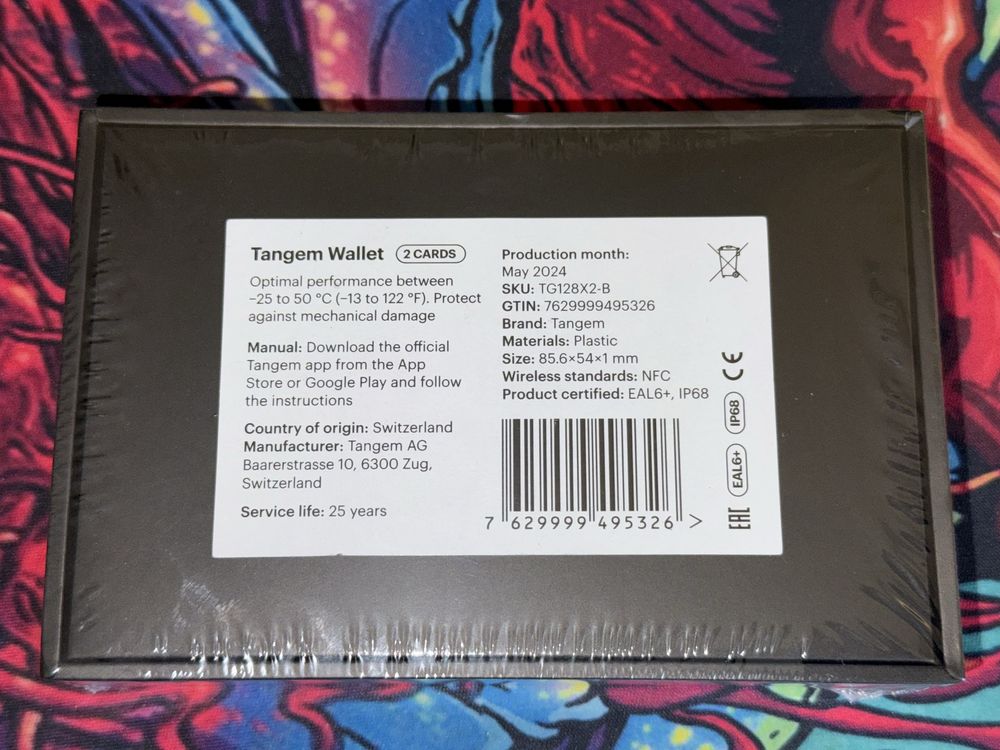 Tangem Wallet 2 CARDS
Optimal performance between
−25 to 50 °C (−13 to 122 °F). Protect
against mechanical damage
Manual: Download the official
Tangem app from the App
Store or Google Play and follow
the instructions
Country of origin: Switzerland
Manufacturer: Tangem AG
Baarerstrasse 10, 6300 Zug,
Switzerland
Service life: 25 years
Production month:
May 2024
SKU: TG128X2-B
GTIN: 7629999495326
Brand: Tangem
Materials: Plastic
Size: 85.6×54×1 mm
Wireless standards: NFC
Product certified: EAL6+, IP68
7 629999 495326 >
CE
IP68
EAL6+
EAC